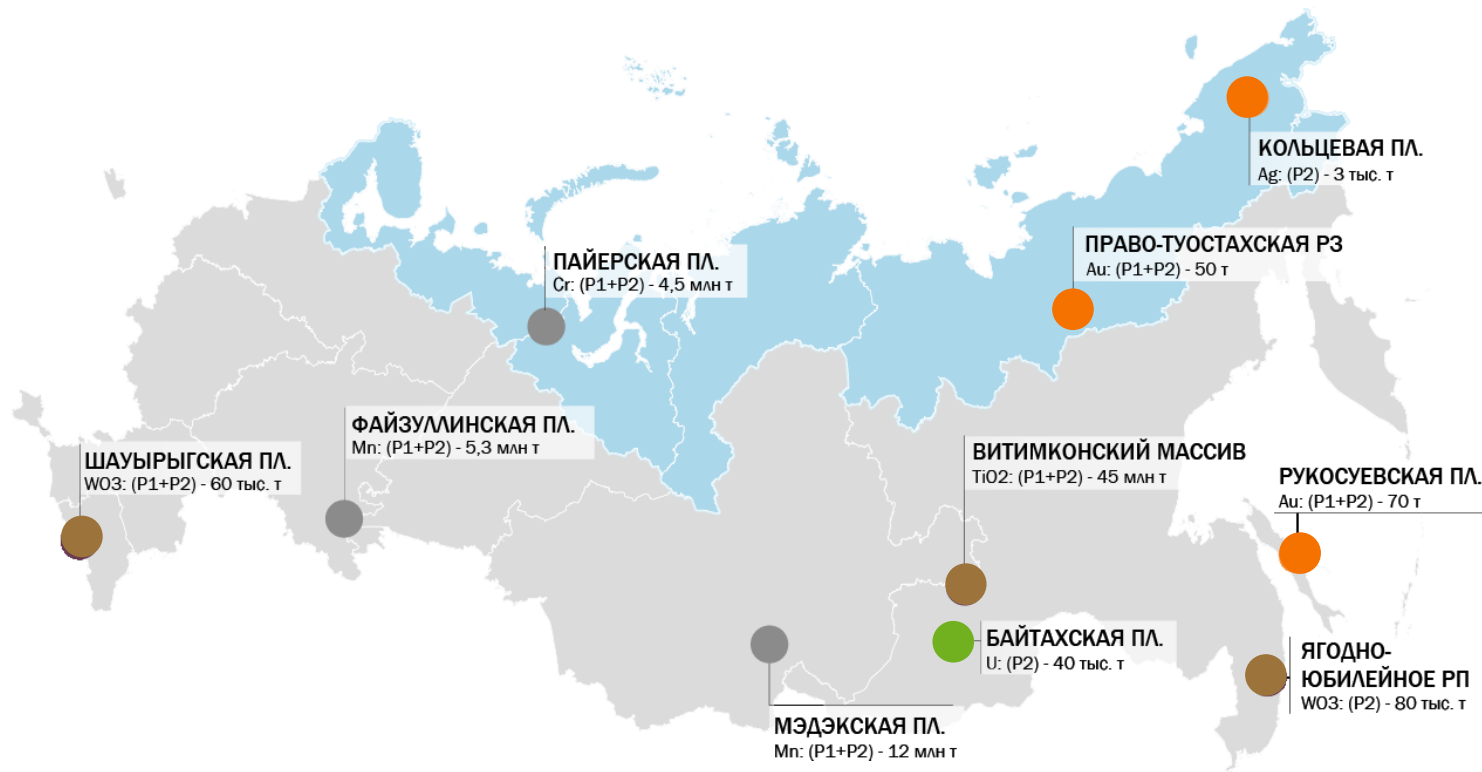 КОЛЬЦЕВАЯ ПЛ.
Ag: (P2) - 3 тыс. т
ПРАВО-ТУОСТАХСКАЯ РЗ
Au: (P1+P2) - 50 т
ПАЙЕРСКАЯ ПЛ.
Cr: (P1+P2) - 4,5 млн т
ФАЙЗУЛЛИНСКАЯ ПЛ.
Mn: (P1+P2) - 5,3 млн т
ШАУЫРЫГСКАЯ ПЛ.
WO3: (P1+P2) - 60 тыс. т
ВИТИМКОНСКИЙ МАССИВ
TiO2: (P1+P2) - 45 млн т
РУКОСУЕВСКАЯ ПЛ.
Au: (P1+P2) - 70 т
БАЙТАХСКАЯ ПЛ.
U: (P2) - 40 тыс. т
ЯГОДНО-
ЮБИЛЕЙНОЕ РП
WO3: (P2) - 80 тыс. т
МЭДЭКСКАЯ ПЛ.
Mn: (P1+P2) - 12 млн т